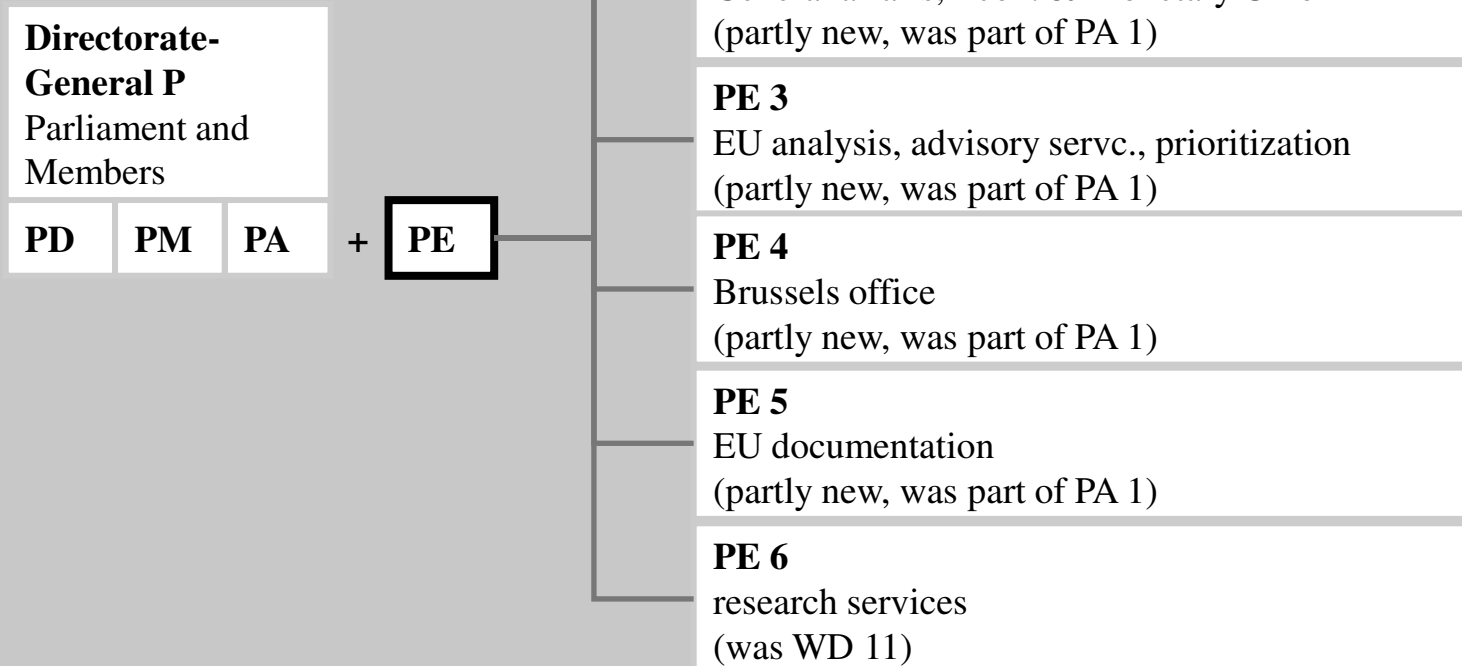 Directorate-
General P
Parliament and
Members
PD PM PA + PE
(partly new, was part of PA 1)
PE 3
EU analysis, advisory servc., prioritization
(partly new, was part of PA 1)
PE 4
Brussels office
(partly new, was part of PA 1)
PE 5
EU documentation
(partly new, was part of PA 1)
PE 6
research services
(was WD 11)